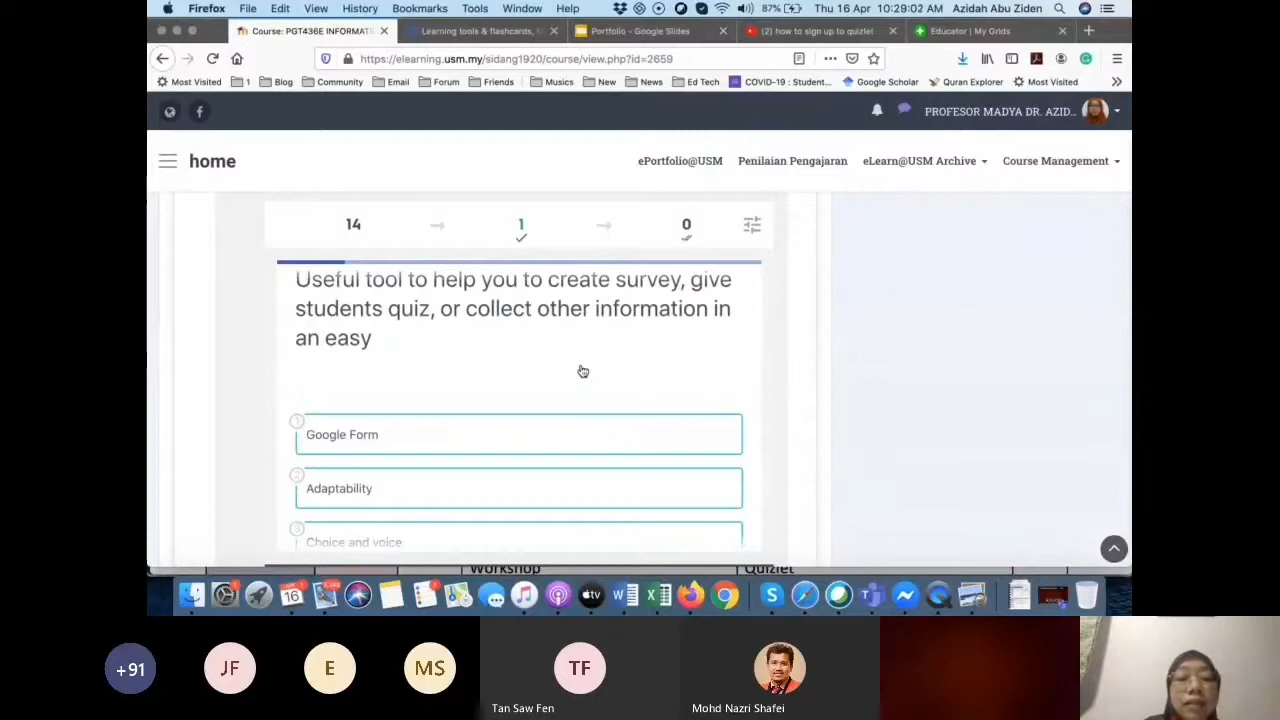 Firefox File Edit View History Bookmarks Tools Window Help 87% Thu 16 Apr 10:29:02 AM Azidah Abu Ziden
Course: PGT436E INFORMATI Learning tools & flashcards, Portfolio - Google Slides (2) how to sign up to quizlet Educator | My Grids
https://elearning.usm.my/sidang1920/course/view.php?id=2659
Most Visited 1 Blog Community Email Forum Friends Musics New News Ed Tech COVID-19 : Student... Google Scholar Quran Explorer Most Visited
PROFESOR MADYA DR. AZID...
home ePortfolio@USM Penilaian Pengajaran eLearn@USM Archive Course Management
14 → 1 → 0
Useful tool to help you to create survey, give
students quiz, or collect other information in
an easy
1 Google Form
2 Adaptability
3 Choice and voice
Workshop Quizlet
+91 JF E MS TF
Tan Saw Fen Mohd Nazri Shafei